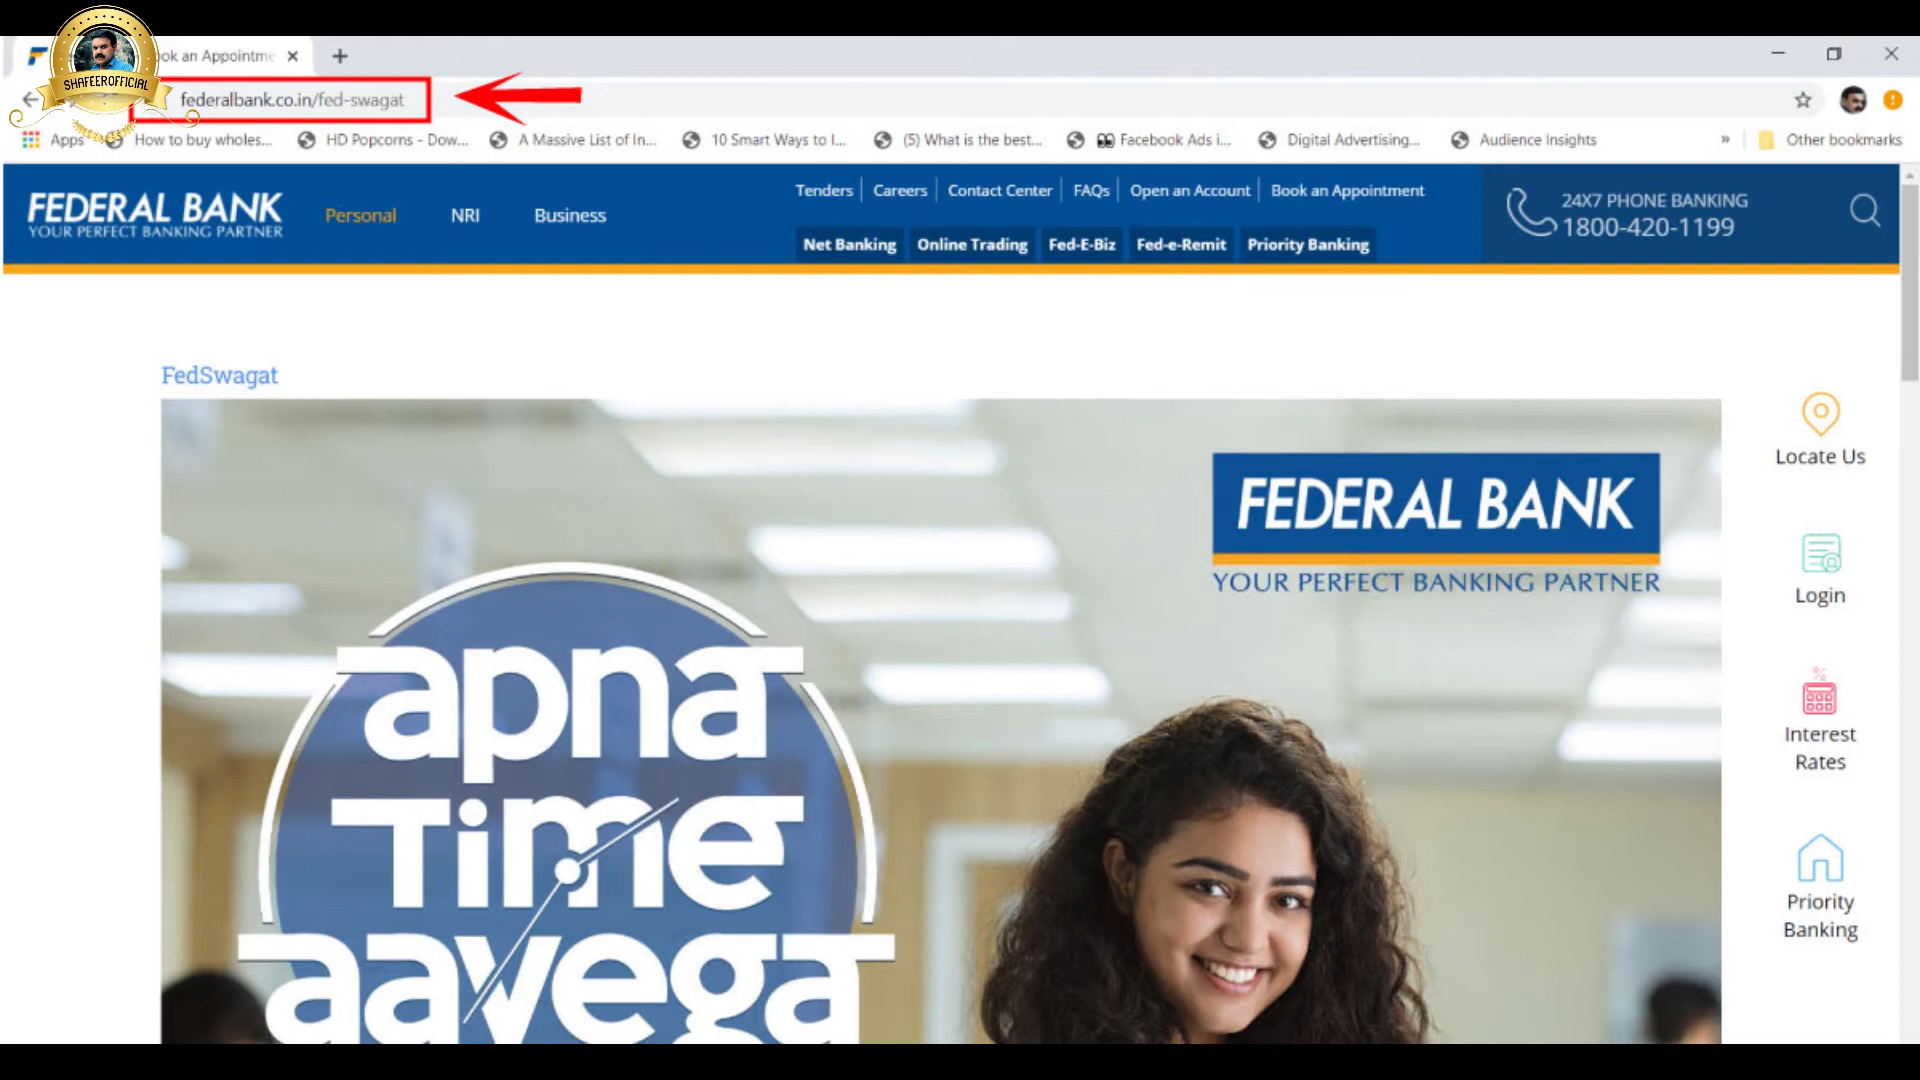 ok an Appointme
SHAFEEROFFICIAL
federalbank.co.in/fed-swagat
Apps
How to buy wholes...
HD Popcorns - Dow...
A Massive List of In...
10 Smart Ways to I...
(5) What is the best...
Facebook Ads i...
Digital Advertising...
Audience Insights
»
Other bookmarks
FEDERAL BANK
YOUR PERFECT BANKING PARTNER
Personal
NRI
Business
Tenders
Careers
Contact Center
FAQs
Open an Account
Book an Appointment
Net Banking
Online Trading
Fed-E-Biz
Fed-e-Remit
Priority Banking
24X7 PHONE BANKING
1800-420-1199
FedSwagat
FEDERAL BANK
YOUR PERFECT BANKING PARTNER
apna
Time
aayega
Locate Us
Login
Interest
Rates
Priority
Banking